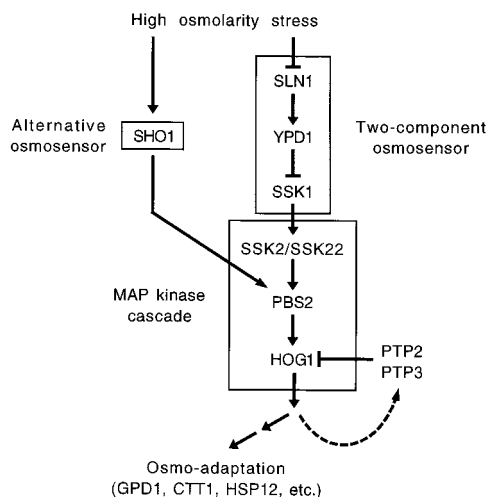 High osmolarity stress
SLN1
Alternative
osmosensor
SHO1
YPD1
Two-component
osmosensor
SSK1
SSK2/SSK22
MAP kinase
cascade
PBS2
HOG1
PTP2
PTP3
Osmo-adaptation
(GPD1, CTT1, HSP12, etc.)